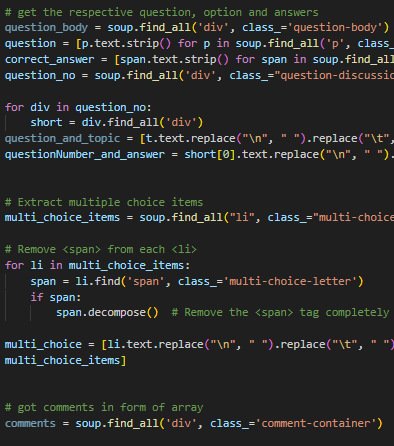 # get the respective question, option and answers
question_body = soup.find_all('div', class_='question-body')
question = [p.text.strip() for p in soup.find_all('p', class_
correct_answer = [span.text.strip() for span in soup.find_all
question_no = soup.find_all('div', class_="question-discussio
for div in question_no:
short = div.find_all('div')
question_and_topic = [t.text.replace("\n", " ").replace("\t",
questionNumber_and_answer = short[0].text.replace("\n", " ").
# Extract multiple choice items
multi_choice_items = soup.find_all("li", class_="multi-choice
# Remove <span> from each <li>
for li in multi_choice_items:
span = li.find('span', class_='multi-choice-letter')
if span:
span.decompose()  # Remove the <span> tag completely
multi_choice = [li.text.replace("\n", " ").replace("\t", " ")
multi_choice_items]
# got comments in form of array
comments = soup.find_all('div', class_='comment-container')